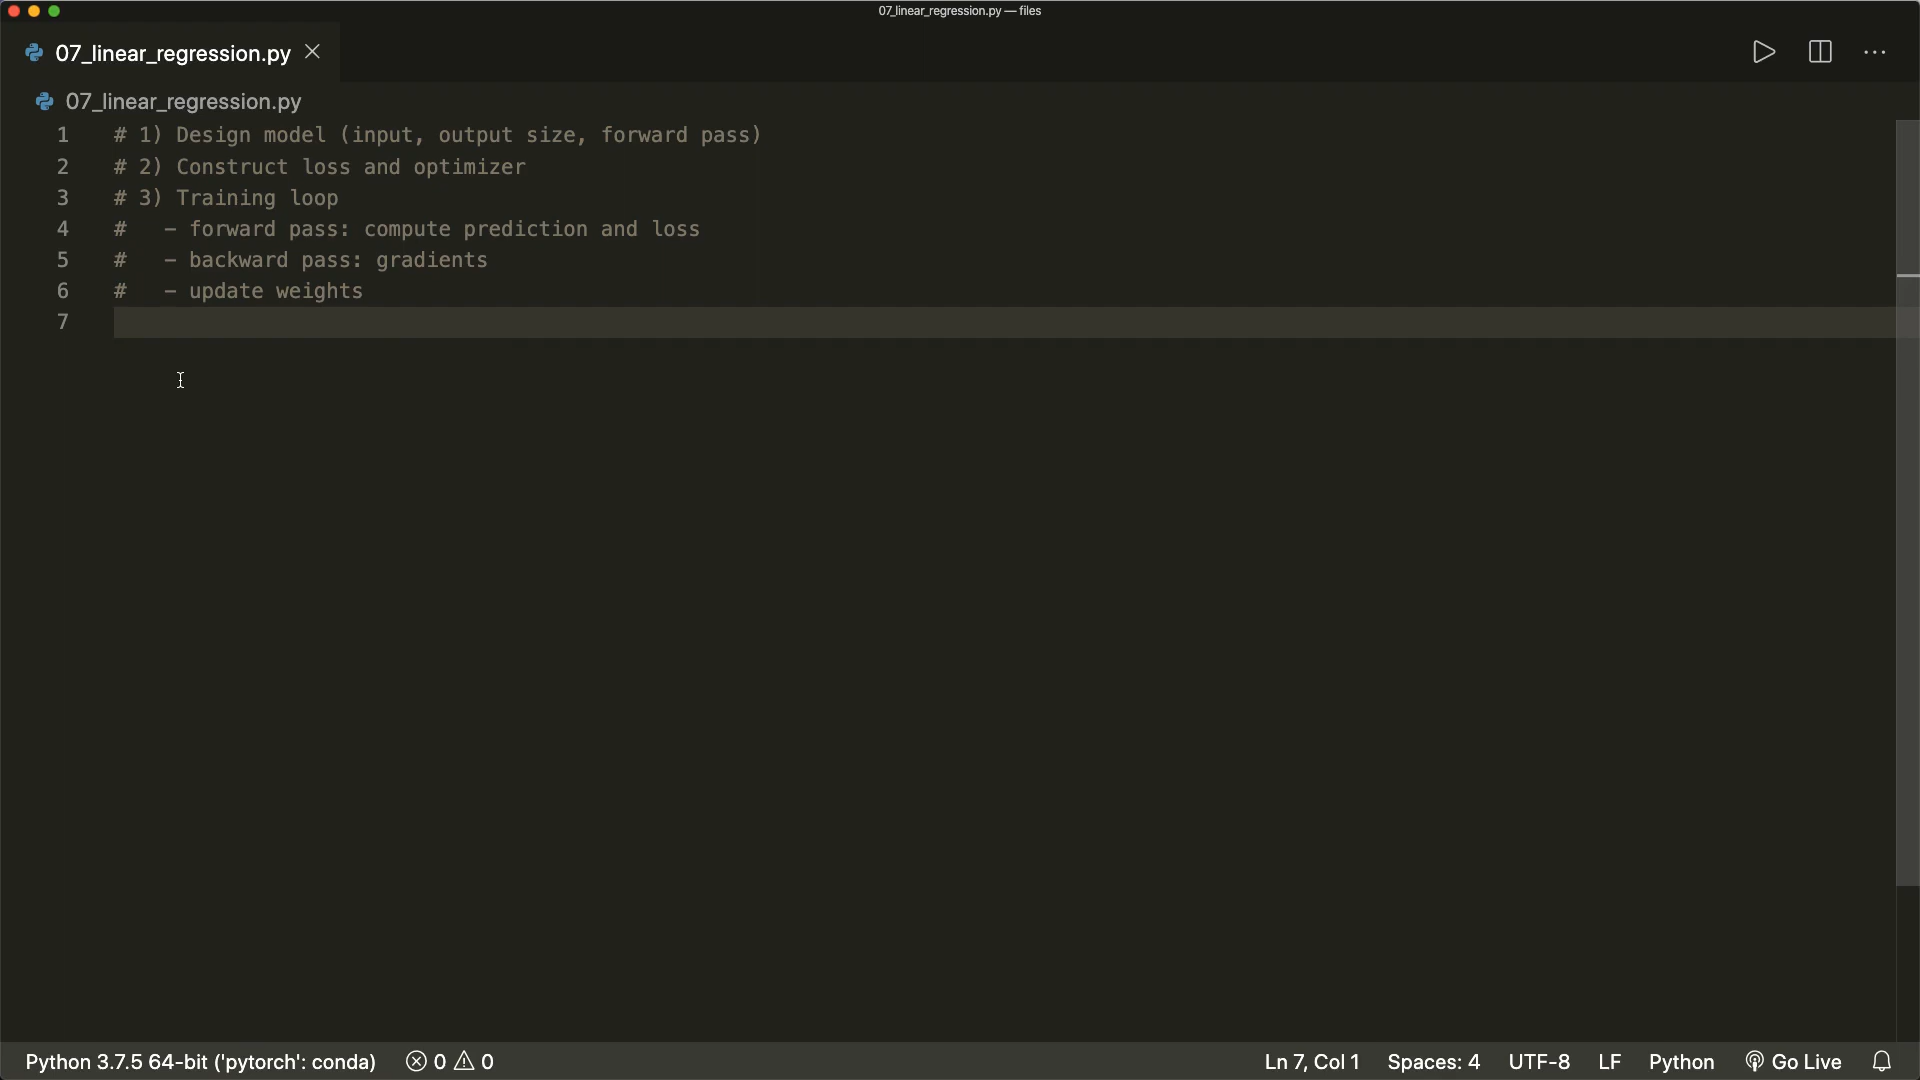 07_linear_regression.py — files
07_linear_regression.py
07_linear_regression.py
1 # 1) Design model (input, output size, forward pass)
2 # 2) Construct loss and optimizer
3 # 3) Training loop
4 #   - forward pass: compute prediction and loss
5 #   - backward pass: gradients
6 #   - update weights
7
Python 3.7.5 64-bit ('pytorch': conda) 0 0 Ln 7, Col 1 Spaces: 4 UTF-8 LF Python Go Live